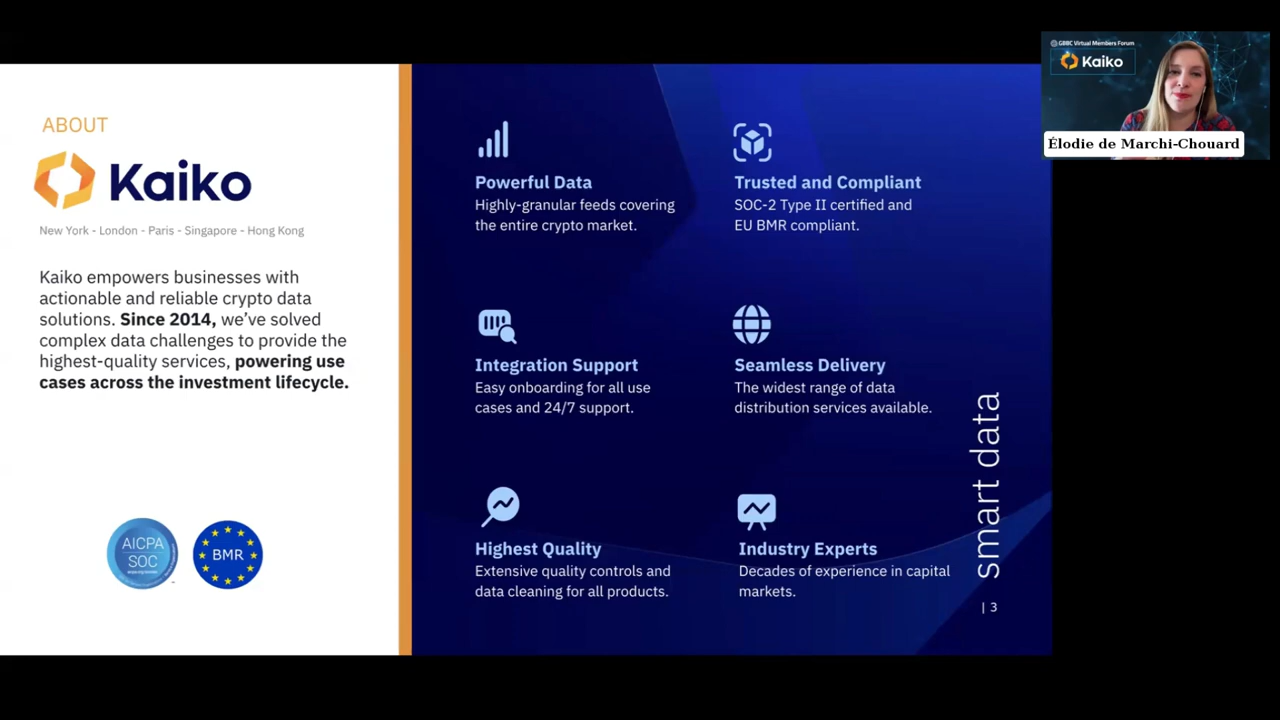 ABOUT
Kaiko
New York - London - Paris - Singapore - Hong Kong
Kaiko empowers businesses with
actionable and reliable crypto data
solutions. Since 2014, we’ve solved
complex data challenges to provide the
highest-quality services, powering use
cases across the investment lifecycle.
AICPA
SOC
BMR
Powerful Data
Highly-granular feeds covering
the entire crypto market.
Trusted and Compliant
SOC-2 Type II certified and
EU BMR compliant.
Integration Support
Easy onboarding for all use
cases and 24/7 support.
Seamless Delivery
The widest range of data
distribution services available.
Highest Quality
Extensive quality controls and
data cleaning for all products.
Industry Experts
Decades of experience in capital
markets.
smart data
| 3
GBBC Virtual Members Forum
Kaiko
Élodie de Marchi-Chouard